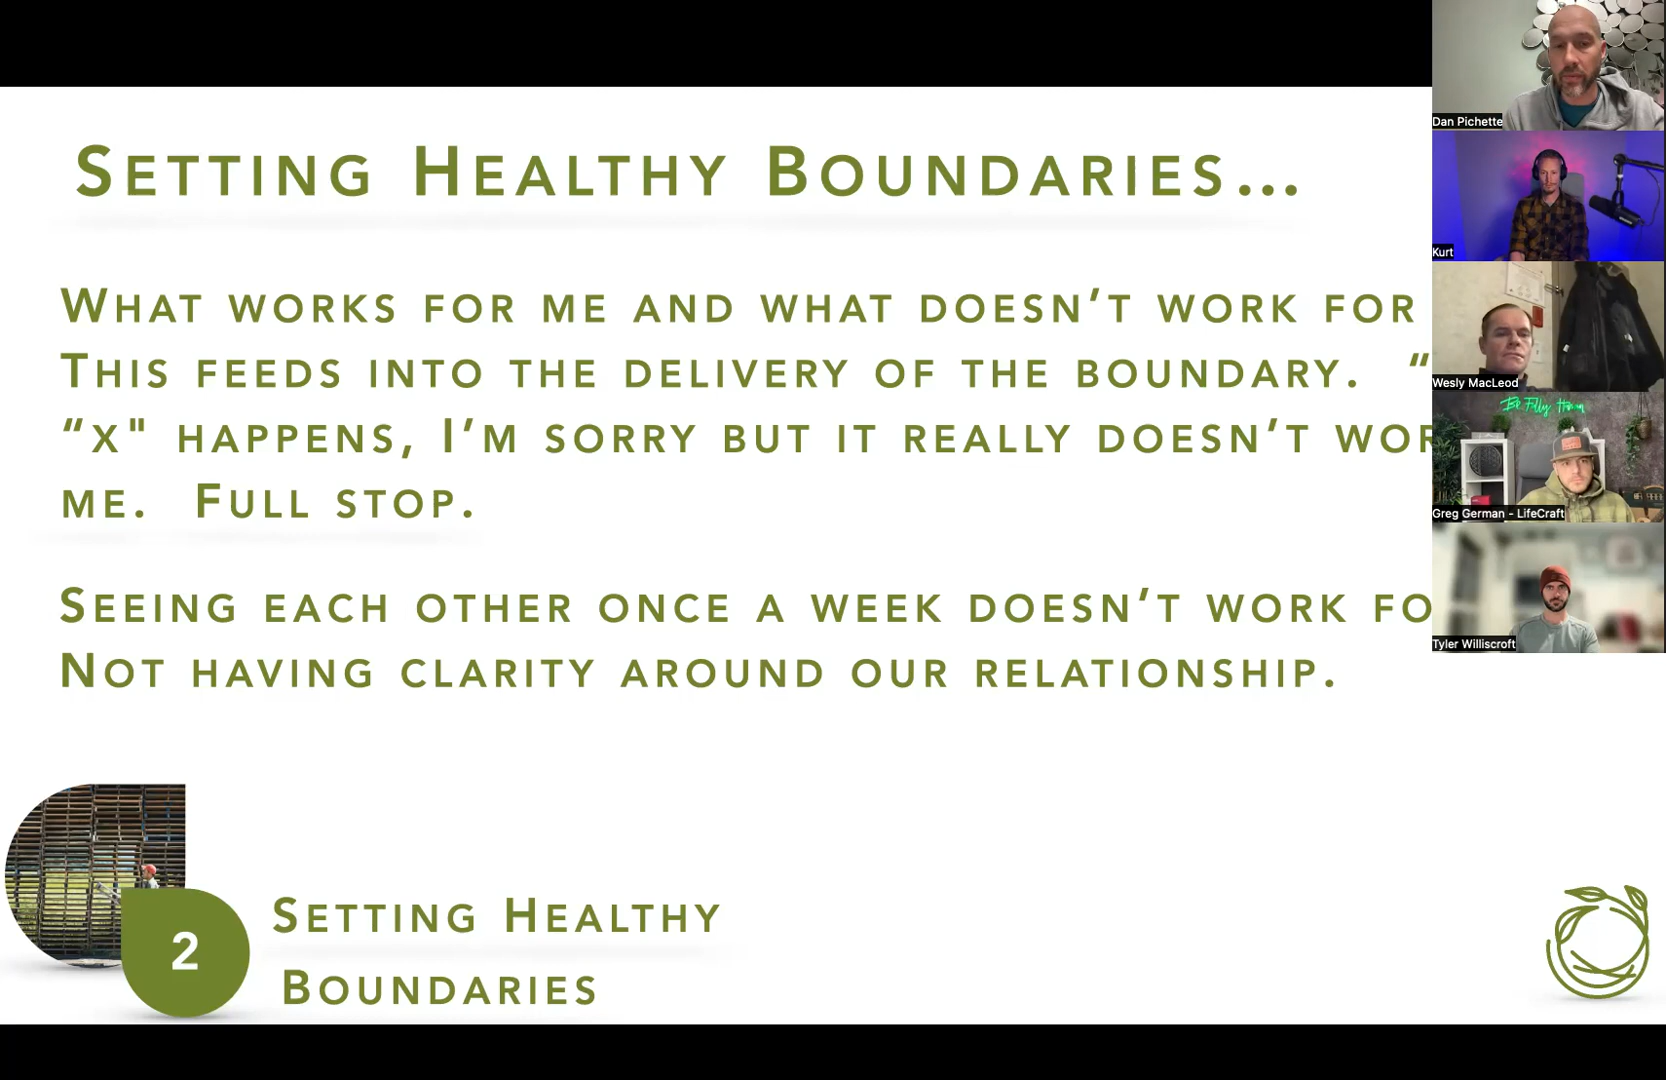 Setting Healthy Boundaries...
What works for me and what doesn't work for
This feeds into the delivery of the boundary. "
"x" happens, I'm sorry but it really doesn't wor
me. Full stop.
Seeing each other once a week doesn't work fo
Not having clarity around our relationship.
2
Setting Healthy
Boundaries
Dan Pichette
Kurt
Wesly MacLeod
Be Fully Human
Greg German - LifeCraft
Tyler Williscroft